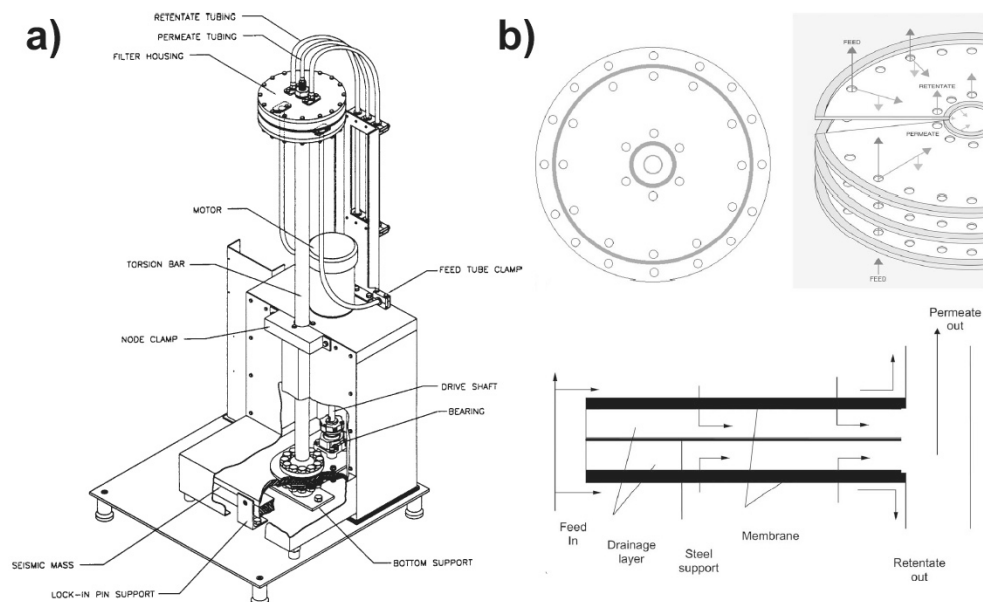 a)
RETENTATE TUBING
PERMEATE TUBING
FILTER HOUSING
MOTOR
TORSION BAR
FEED TUBE CLAMP
NODE CLAMP
DRIVE SHAFT
BEARING
SEISMIC MASS
BOTTOM SUPPORT
LOCK-IN PIN SUPPORT
b)
FEED
RETENTATE
PERMEATE
FEED
Permeate
out
Feed
In
Drainage
layer
Steel
support
Membrane
Retentate
out